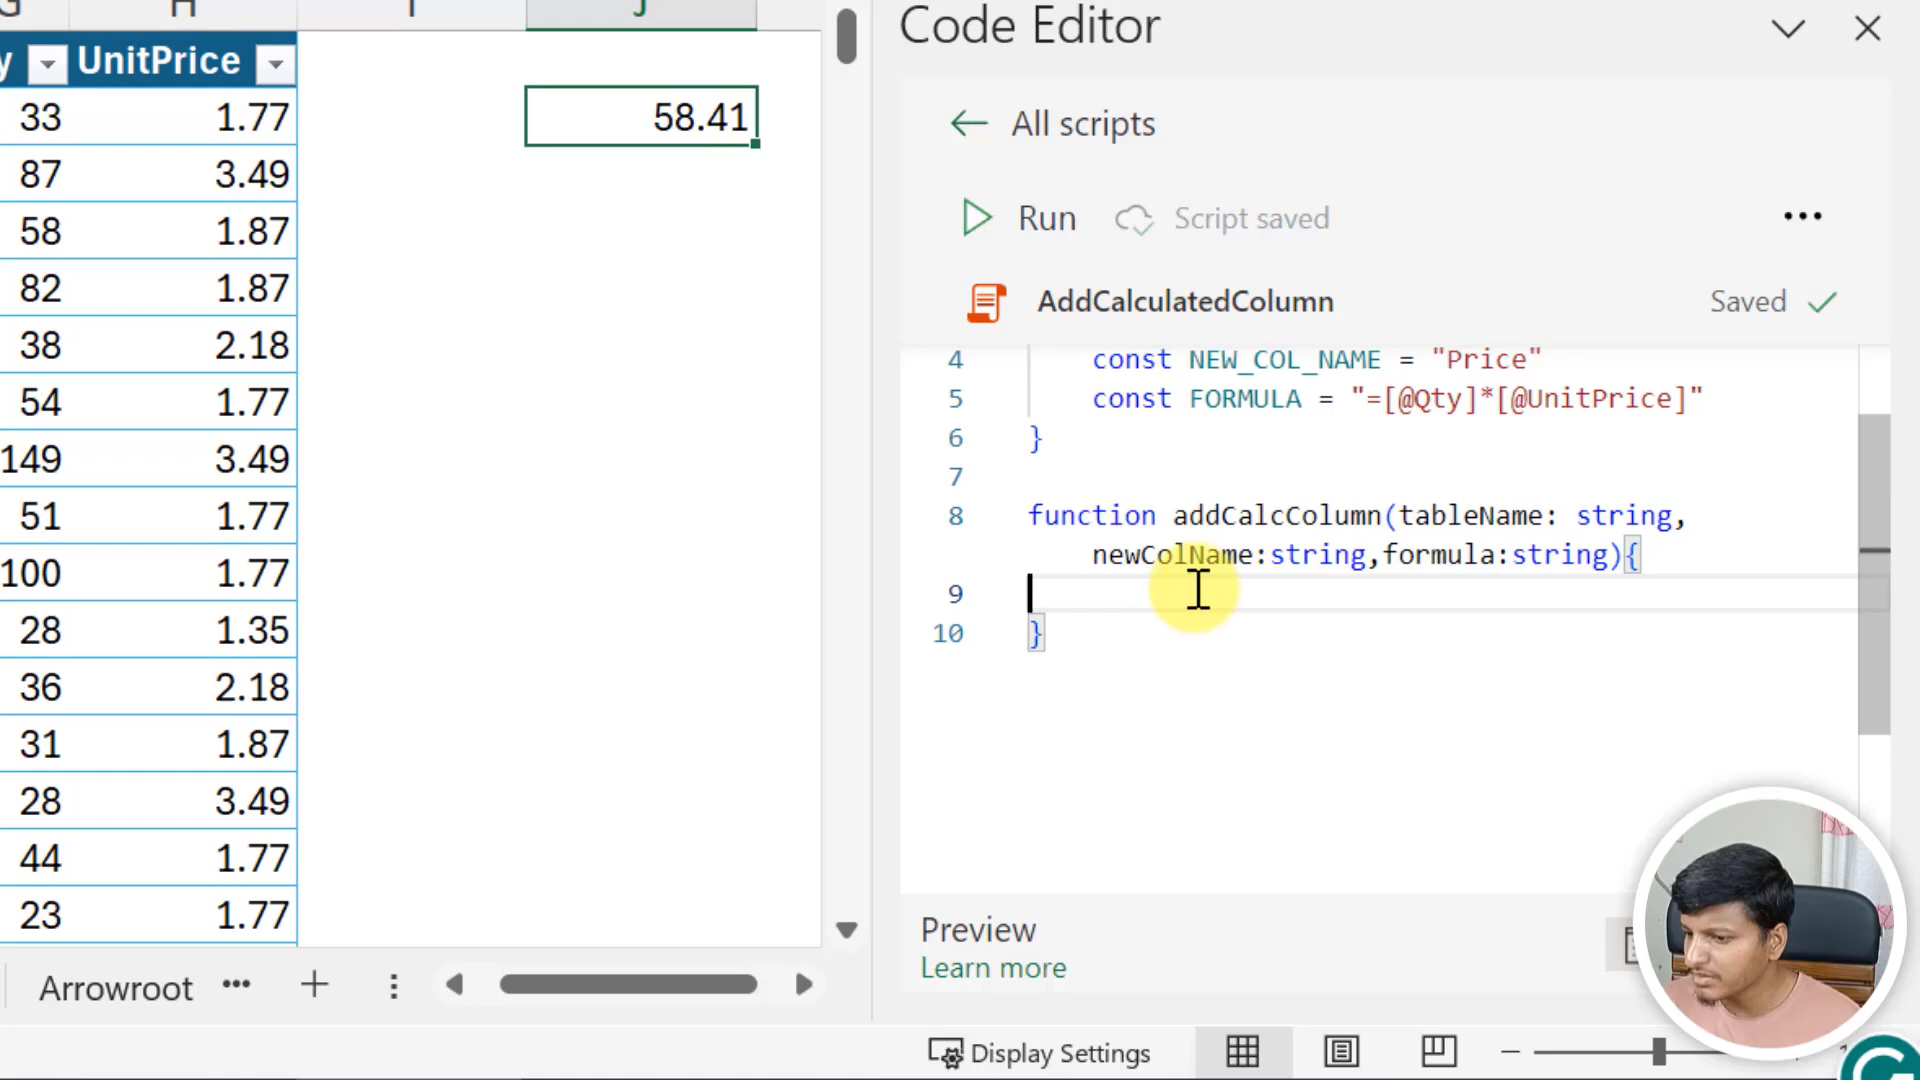 G H I J
y UnitPrice
33 1.77 58.41
87 3.49
58 1.87
82 1.87
38 2.18
54 1.77
149 3.49
51 1.77
100 1.77
28 1.35
36 2.18
31 1.87
28 3.49
44 1.77
23 1.77
Arrowroot ••• +
Code Editor
All scripts
Run Script saved •••
AddCalculatedColumn Saved
4 const NEW_COL_NAME = "Price"
5 const FORMULA = "=[@Qty]*[@UnitPrice]"
6 }
7
8 function addCalcColumn(tableName: string,
newColName:string,formula:string){
9
10 }
Preview
Learn more
Display Settings